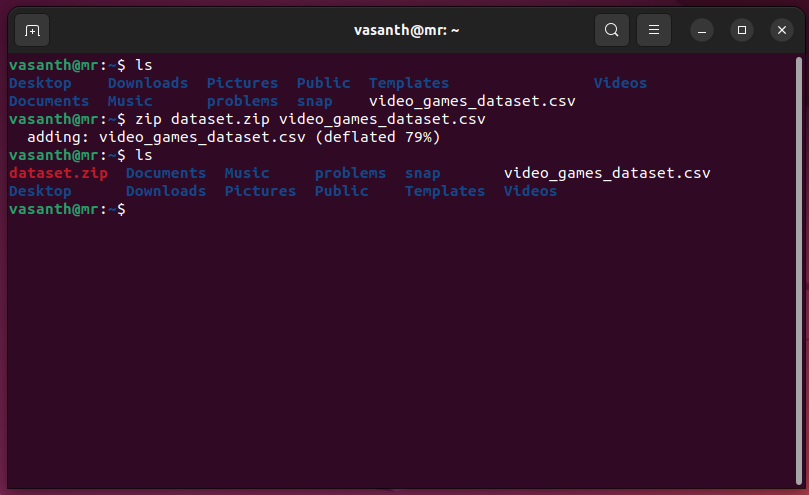 vasanth@mr: ~
vasanth@mr:~$ ls
Desktop    Downloads  Pictures  Public  Templates                Videos
Documents  Music      problems  snap    video_games_dataset.csv
vasanth@mr:~$ zip dataset.zip video_games_dataset.csv
  adding: video_games_dataset.csv (deflated 79%)
vasanth@mr:~$ ls
dataset.zip  Documents  Music     problems  snap       video_games_dataset.csv
Desktop      Downloads  Pictures  Public    Templates  Videos
vasanth@mr:~$